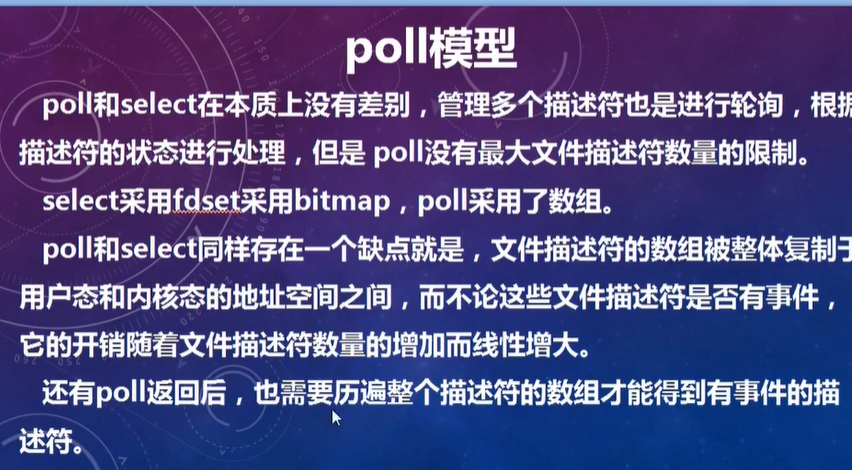 poll模型
poll和select在本质上没有差别，管理多个描述符也是进行轮询，根据
描述符的状态进行处理，但是 poll没有最大文件描述符数量的限制。
select采用fdset采用bitmap，poll采用了数组。
poll和select同样存在一个缺点就是，文件描述符的数组被整体复制于
用户态和内核态的地址空间之间，而不论这些文件描述符是否有事件，
它的开销随着文件描述符数量的增加而线性增大。
还有poll返回后，也需要历遍整个描述符的数组才能得到有事件的描
述符。